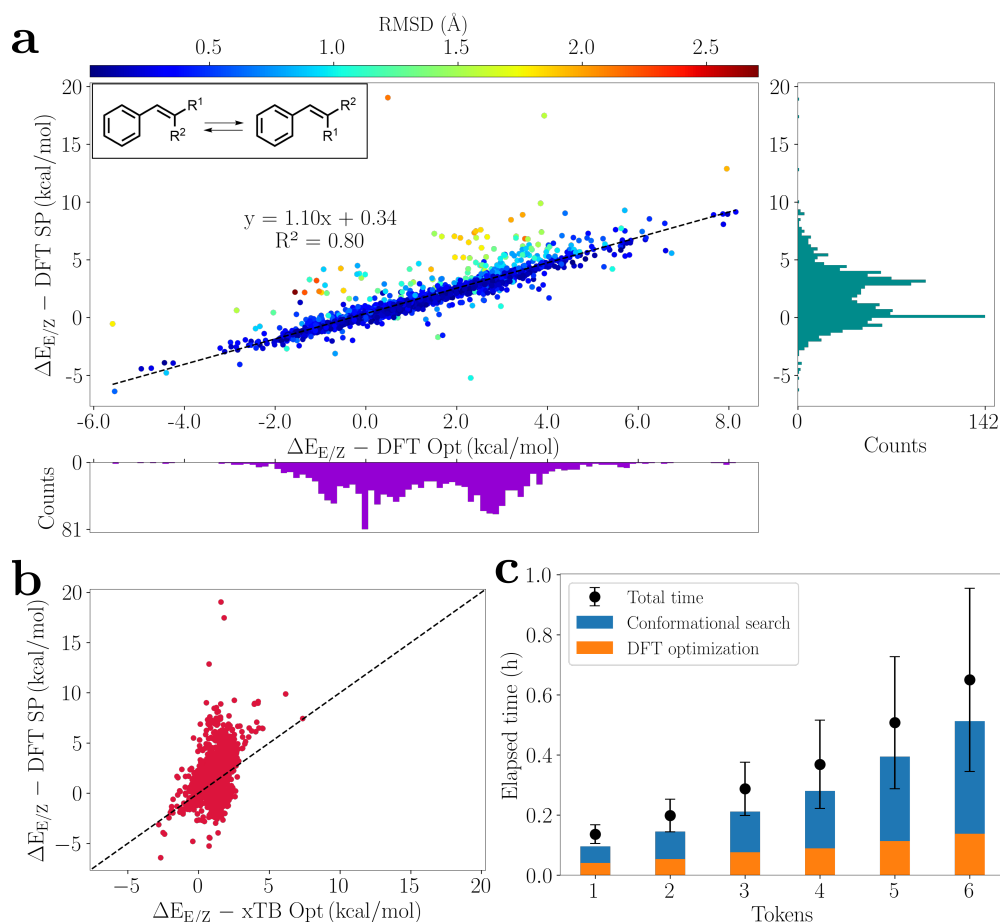 a
RMSD (Å)
0.5 1.0 1.5 2.0 2.5
R¹
R²
R²
R¹
y = 1.10x + 0.34
R² = 0.80
ΔE_E/Z − DFT SP (kcal/mol)
20
15
10
5
0
-5
-6.0 -4.0 -2.0 0.0 2.0 4.0 6.0 8.0
ΔE_E/Z − DFT Opt (kcal/mol)
20
15
10
5
0
-5
0 142
Counts
Counts
0
81
b
ΔE_E/Z − DFT SP (kcal/mol)
20
15
10
5
0
−5
−5 0 5 10 15 20
ΔE_E/Z − xTB Opt (kcal/mol)
c
Elapsed time (h)
1.0
0.8
0.6
0.4
0.2
0.0
Total time
Conformational search
DFT optimization
1 2 3 4 5 6
Tokens